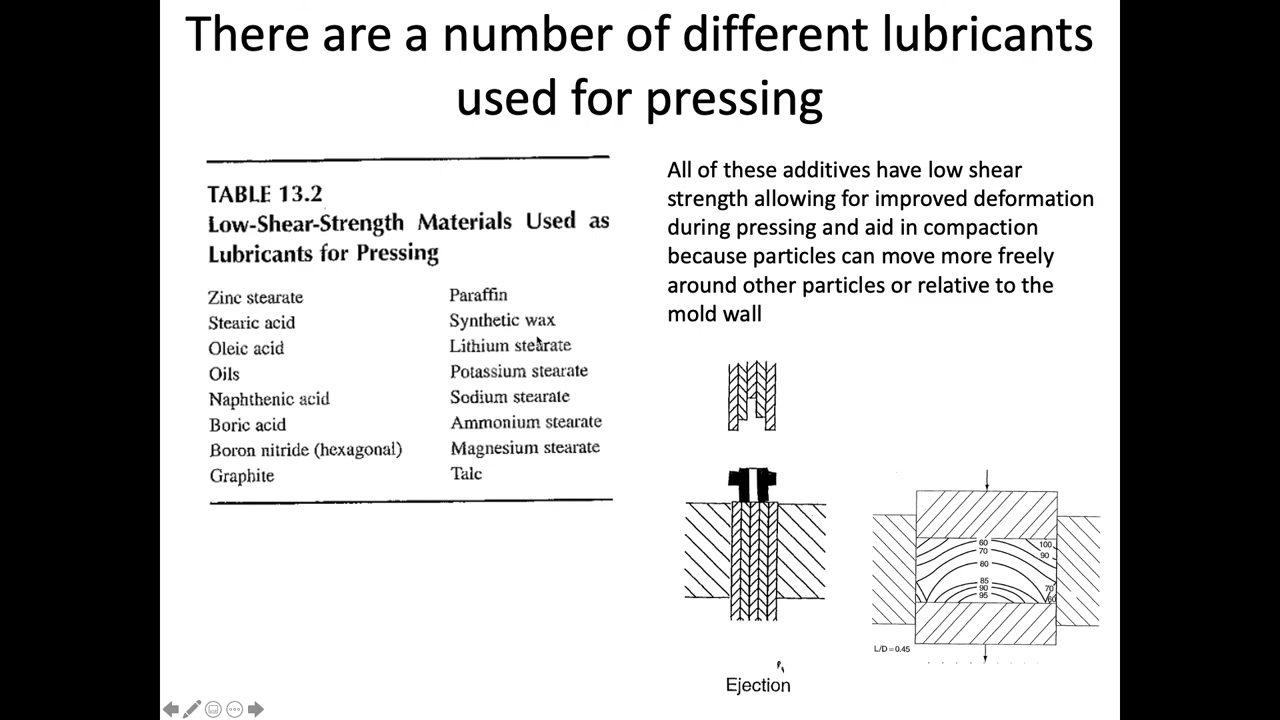 There are a number of different lubricants
used for pressing
TABLE 13.2
Low-Shear-Strength Materials Used as
Lubricants for Pressing
Zinc stearate
Stearic acid
Oleic acid
Oils
Naphthenic acid
Boric acid
Boron nitride (hexagonal)
Graphite
Paraffin
Synthetic wax
Lithium stearate
Potassium stearate
Sodium stearate
Ammonium stearate
Magnesium stearate
Talc
All of these additives have low shear
strength allowing for improved deformation
during pressing and aid in compaction
because particles can move more freely
around other particles or relative to the
mold wall
Ejection
60
70
80
85
90
95
100
90
70
60
L/D=0.45